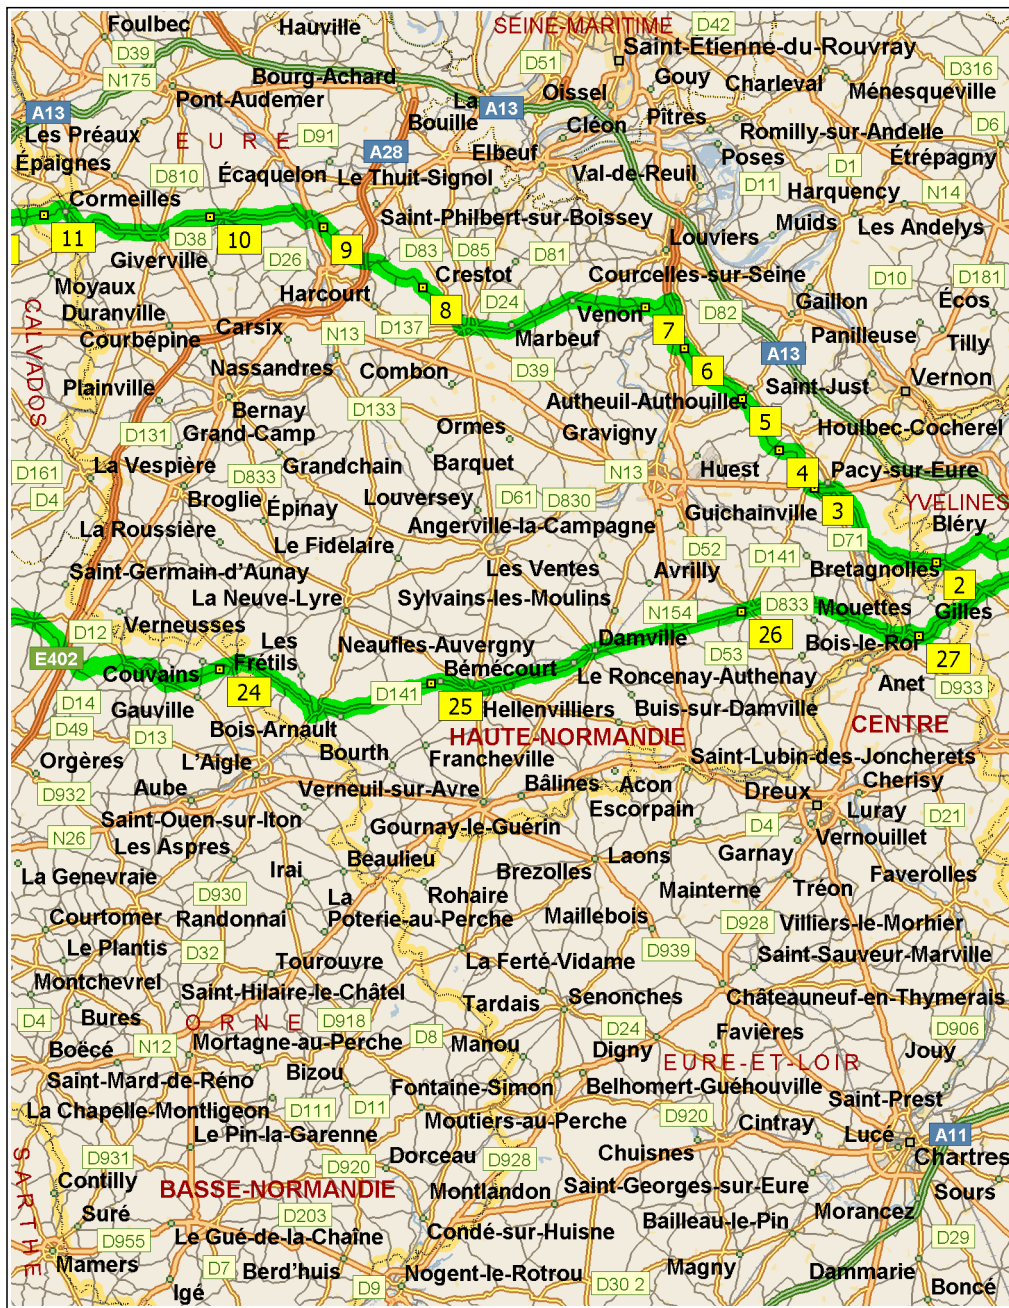 Foulbec
Hauville
SEINE-MARITIME
D42
D39
Saint-Etienne-du-Rouvray
N175
Bourg-Achard
D51
Gouy
Charleval
D316
Pont-Audemer
La
Bouille
A13
Oissel
Ménesqueville
A13
Les Préaux
EURE
D91
Cléon
Pîtres
Romilly-sur-Andelle
D6
Épaignes
A28
Elbeuf
Poses
D1
Étrépagny
D810
Écaquelon
Le Thuit-Signol
Val-de-Reuil
D11
Harquency
N14
Cormeilles
Saint-Philbert-sur-Boissey
Muids
Les Andelys
11
D38
10
9
D83
D85
D81
Louviers
Giverville
D26
Crestot
Courcelles-sur-Seine
D10
D181
Moyaux
Harcourt
8
D24
Gaillon
Écos
CALVADOS
Duranville
Carsix
N13
D137
Venon
7
D82
Panilleuse
Courbépine
Marbeuf
A13
Tilly
Nassandres
Combon
D39
6
Saint-Just
Vernon
Plainville
Bernay
D133
Autheuil-Authouillet
5
D131
Grand-Camp
Ormes
Gravigny
Houlbec-Cocherel
D161
La Vespière
Grandchain
Barquet
N13
Huest
4
Pacy-sur-Eure
D4
D833
Broglie
Épinay
Louversey
D61
D830
3
YVELINES
La Roussière
Angerville-la-Campagne
Guichainville
Bléry
Le Fidelaire
D52
D141
D71
Saint-Germain-d'Aunay
Les Ventes
Avrilly
Bretagnolles
2
La Neuve-Lyre
Sylvains-les-Moulins
N154
D833
Mouettes
Gilles
D12
Verneusses
Les
Frétils
Neaufles-Auvergny
Damville
26
Bois-le-Roi
27
E402
Couvains
Bémécourt
D53
D14
24
D141
25
Le Roncenay-Authenay
Anet
D933
Gauville
Hellenvilliers
Buis-sur-Damville
D49
D13
Bois-Arnault
HAUTE-NORMANDIE
CENTRE
Orgères
L'Aigle
Bourth
Francheville
Saint-Lubin-des-Joncherets
D932
Aube
Verneuil-sur-Avre
Bâlines
Acon
Dreux
Cherisy
Saint-Ouen-sur-Iton
Escorpain
Luray
D21
N26
Gournay-le-Guérin
D4
Vernouillet
Les Aspres
Beaulieu
Laons
Garnay
La Genevraie
Irai
Brezolles
Faverolles
D930
La
Poterie-au-Perche
Rohaire
Mainterne
Tréon
Courtomer
Randonnai
Maillebois
D928
Villiers-le-Morhier
Le Plantis
D32
Tourouvre
La Ferté-Vidame
D939
Saint-Sauveur-Marville
Montchevrel
Saint-Hilaire-le-Châtel
Tardais
Senonches
Châteauneuf-en-Thymerais
D4
Bures
ORNE
D918
D8
D24
Favières
D906
Boëcé
N12
Mortagne-au-Perche
Manou
Digny
EURE-ET-LOIR
Jouy
Saint-Mard-de-Réno
Bizou
Fontaine-Simon
Belhomert-Guéhouville
Saint-Prest
La Chapelle-Montligeon
D111
D11
Moutiers-au-Perche
D920
Cintray
Lucé
A11
Le Pin-la-Garenne
Chuisnes
Chartres
SARTHE
D931
D920
Dorceau
D928
Contilly
BASSE-NORMANDIE
Montlandon
Saint-Georges-sur-Eure
Sours
Suré
D203
Condé-sur-Huisne
Bailleau-le-Pin
Morancez
D955
Le Gué-de-la-Chaîne
D29
Mamers
D7
Berd'huis
Nogent-le-Rotrou
Magny
Dammarie
Igé
D9
D30 2
Boncé